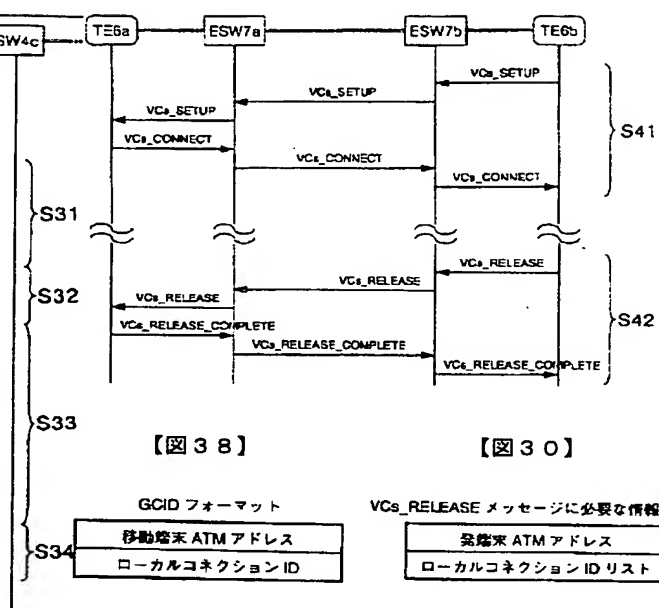 SW4c
TE6a
ESW7a
ESW7b
TE6b
VCs_SETUP
VCs_SETUP
VCs_SETUP
VCs_CONNECT
VCs_CONNECT
VCs_CONNECT
S41
S31
VCs_RELEASE
VCs_RELEASE
VCs_RELEASE
VCs_RELEASE_COMPLETE
VCs_RELEASE_COMPLETE
VCs_RELEASE_COMPLETE
S42
S32
S33
【図38】
【図30】
GCID フォーマット
移動端末 ATM アドレス
ローカルコネクション ID
S34
VCs_RELEASE メッセージに必要な情報
発端末 ATM アドレス
ローカルコネクション ID リスト